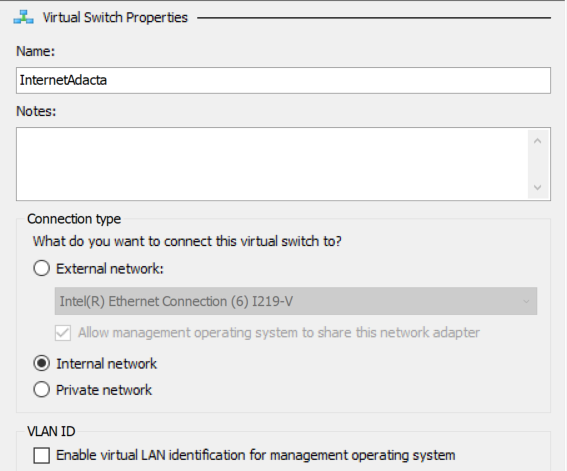 Virtual Switch Properties
Name:
InternetAdacta
Notes:
Connection type
What do you want to connect this virtual switch to?
External network:
Intel(R) Ethernet Connection (6) I219-V
Allow management operating system to share this network adapter
Internal network
Private network
VLAN ID
Enable virtual LAN identification for management operating system